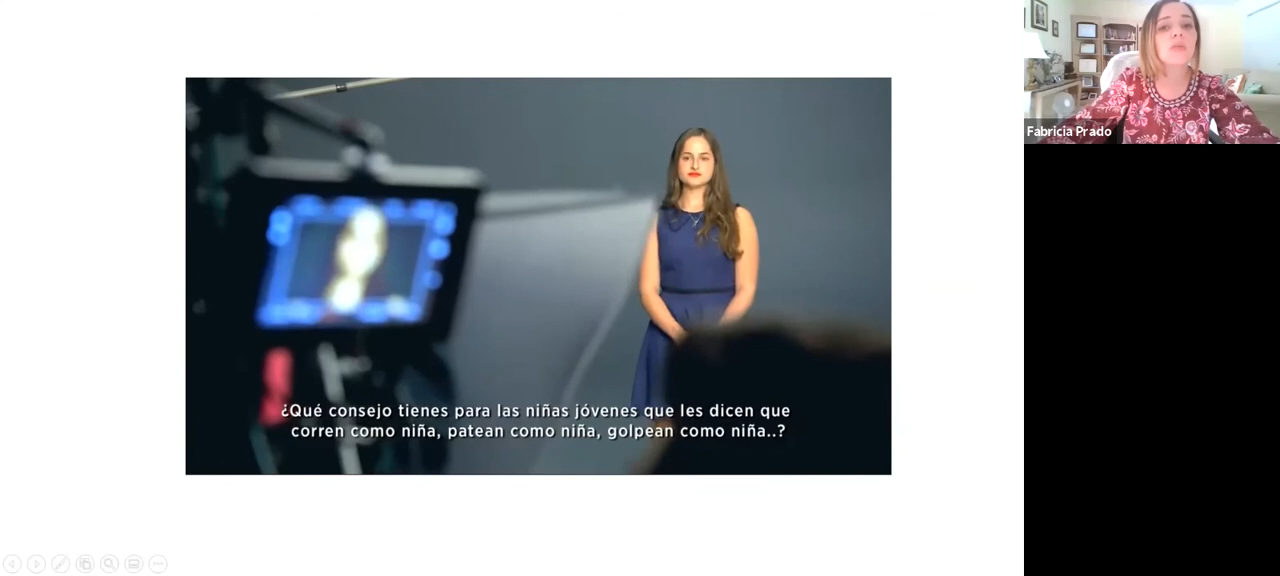 Fabricia Prado
¿Qué consejo tienes para las niñas jóvenes que les dicen que
corren como niña, patean como niña, golpean como niña..?